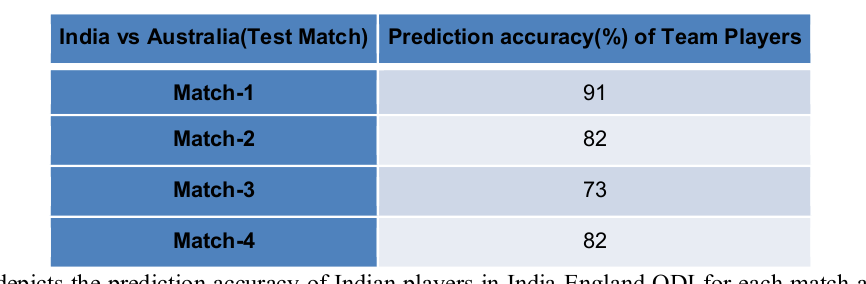 India vs Australia(Test Match) Prediction accuracy(%) of Team Players
Match-1 91
Match-2 82
Match-3 73
Match-4 82
depicts the prediction accuracy of Indian players in India England ODI for each match a